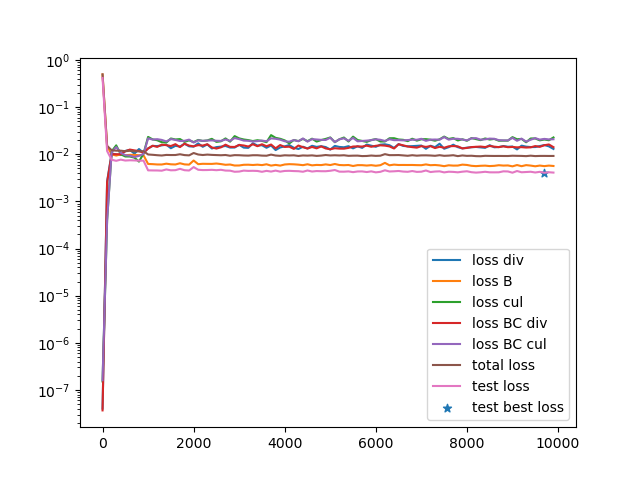 10^0
10^-1
10^-2
10^-3
10^-4
10^-5
10^-6
10^-7
0
2000
4000
6000
8000
10000
loss div
loss B
loss cul
loss BC div
loss BC cul
total loss
test loss
test best loss